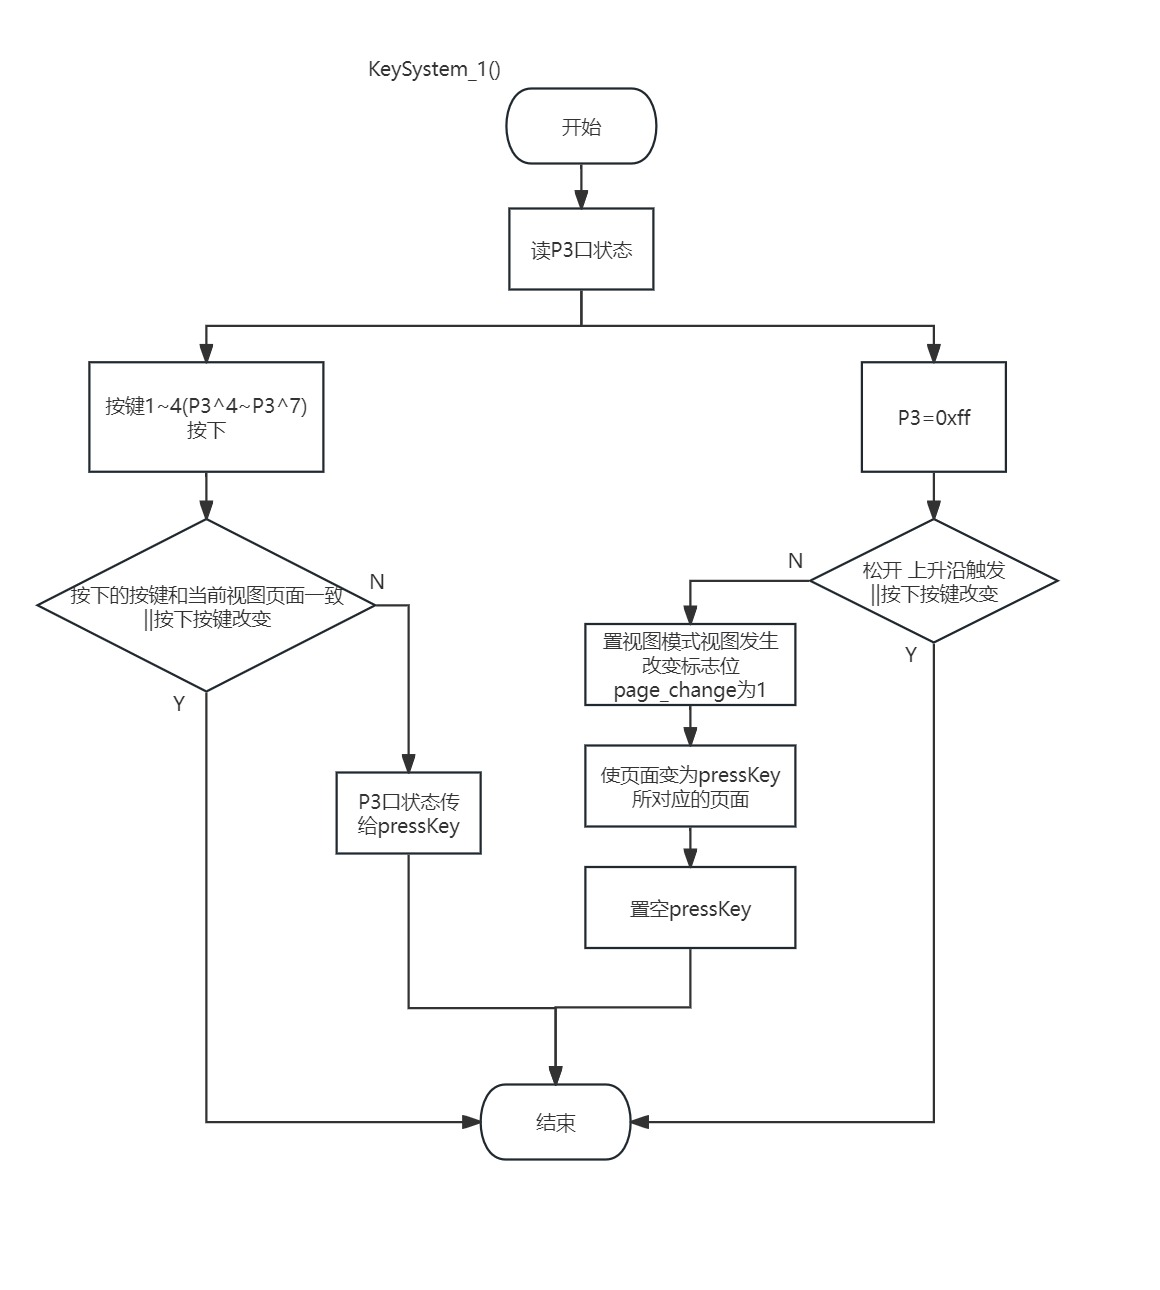 KeySystem_1()
开始
读P3口状态
按键1~4(P3^4~P3^7)
按下
P3=0xff
按下的按键和当前视图页面一致
||按下按键改变
N
Y
N
松开 上升沿触发
||按下按键改变
Y
置视图模式视图发生
改变标志位
page_change为1
使页面变为pressKey
所对应的页面
P3口状态传
给pressKey
置空pressKey
结束